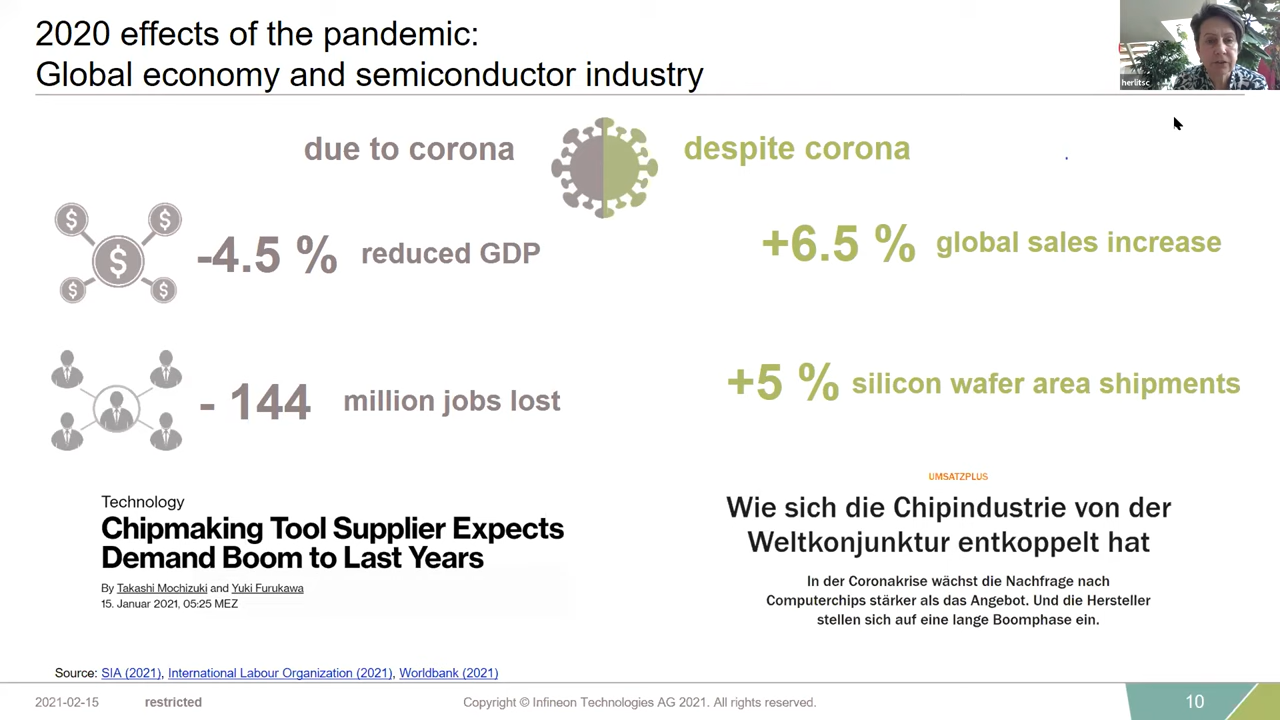 2020 effects of the pandemic:
Global economy and semiconductor industry
herlitsc
due to corona
despite corona
$ $ $ $ $
-4.5 % reduced GDP
+6.5 % global sales increase
- 144 million jobs lost
+5 % silicon wafer area shipments
Technology
Chipmaking Tool Supplier Expects
Demand Boom to Last Years
By Takashi Mochizuki and Yuki Furukawa
15. Januar 2021, 05:25 MEZ
UMSATZPLUS
Wie sich die Chipindustrie von der
Weltkonjunktur entkoppelt hat
In der Coronakrise wächst die Nachfrage nach
Computerchips stärker als das Angebot. Und die Hersteller
stellen sich auf eine lange Boomphase ein.
Source: SIA (2021), International Labour Organization (2021), Worldbank (2021)
2021-02-15 restricted Copyright © Infineon Technologies AG 2021. All rights reserved. 10